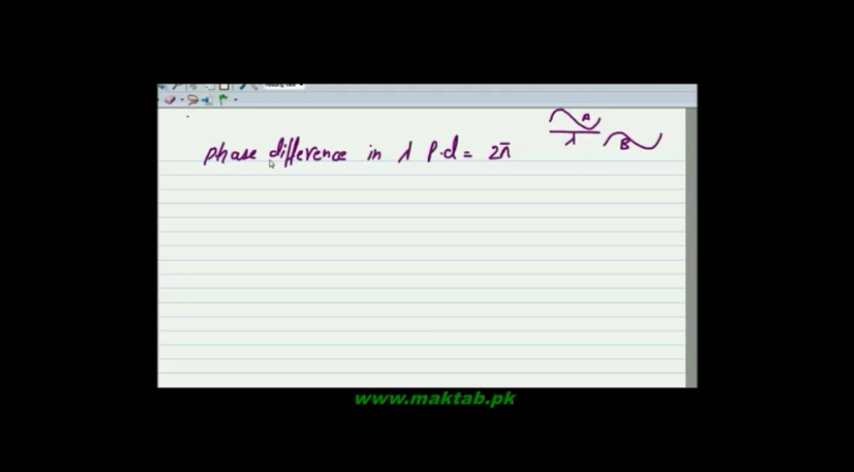 A
λ
B
phase difference in λ P.d = 2π
www.maktab.pk